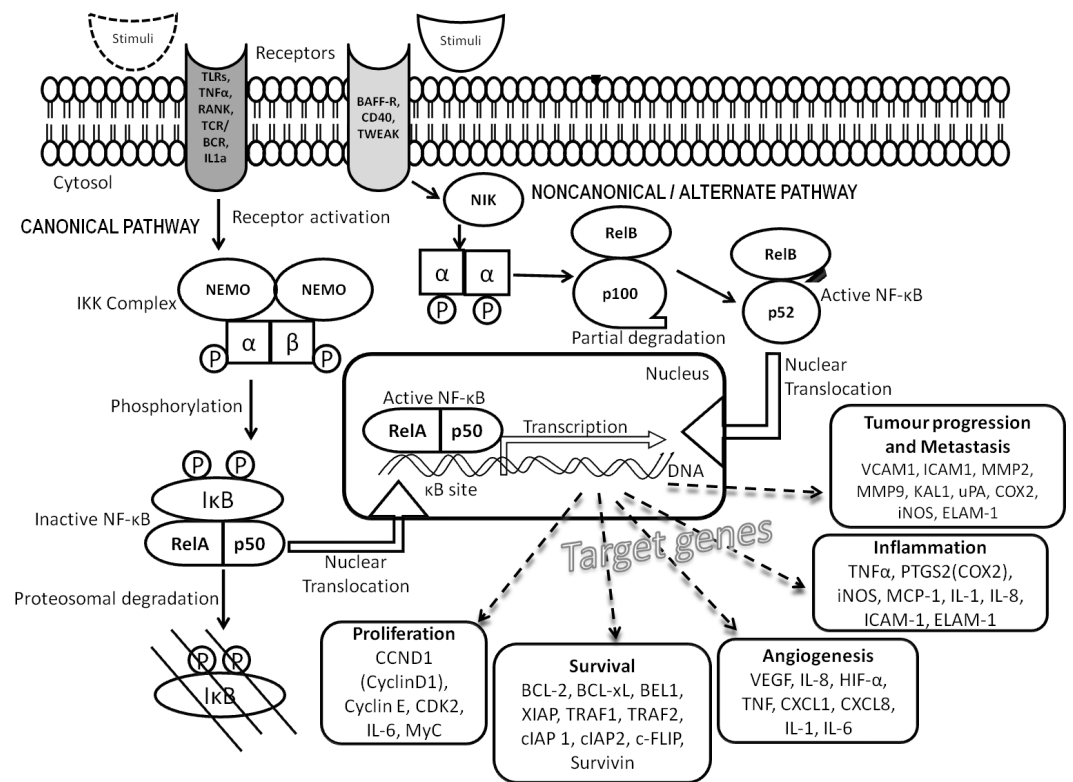 Stimuli
Stimuli
Receptors
TLRs,
TNFα,
RANK,
TCR/
BCR,
IL1a
BAFF-R,
CD40,
TWEAK
Cytosol
NIK
NONCANONICAL / ALTERNATE PATHWAY
CANONICAL PATHWAY
Receptor activation
RelB
RelB
NEMO
NEMO
α
α
p100
Active NF-κB
IKK Complex
P
P
p52
α
β
Partial degradation
P
P
Nucleus
Nuclear
Translocation
Phosphorylation
Active NF-κB
RelA
p50
Transcription
DNA
κB site
P
P
IκB
Inactive NF-κB
RelA
p50
Nuclear
Translocation
Target genes
Proteosomal degradation
P
P
IκB
Tumour progression
and Metastasis
VCAM1, ICAM1, MMP2,
MMP9, KAL1, uPA, COX2,
iNOS, ELAM-1
Inflammation
TNFα, PTGS2(COX2),
iNOS, MCP-1, IL-1, IL-8,
ICAM-1, ELAM-1
Proliferation
CCND1
(CyclinD1),
Cyclin E, CDK2,
IL-6, MyC
Survival
BCL-2, BCL-xL, BEL1,
XIAP, TRAF1, TRAF2,
cIAP 1, cIAP2, c-FLIP,
Survivin
Angiogenesis
VEGF, IL-8, HIF-α,
TNF, CXCL1, CXCL8,
IL-1, IL-6